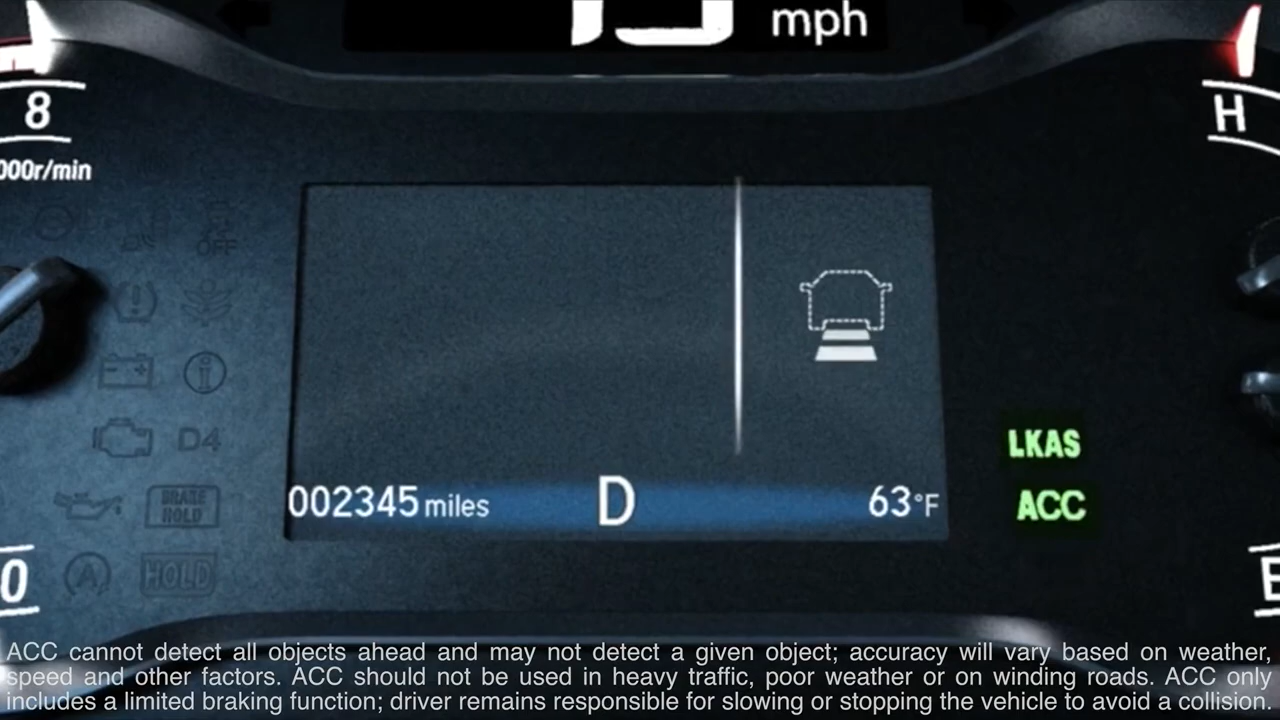 mph
8
000r/min
H
OFF
D4
BRAKE
HOLD
HOLD
A
002345 miles
D
63°F
LKAS
ACC
0
E
ACC cannot detect all objects ahead and may not detect a given object; accuracy will vary based on weather,
speed and other factors. ACC should not be used in heavy traffic, poor weather or on winding roads. ACC only
includes a limited braking function; driver remains responsible for slowing or stopping the vehicle to avoid a collision.